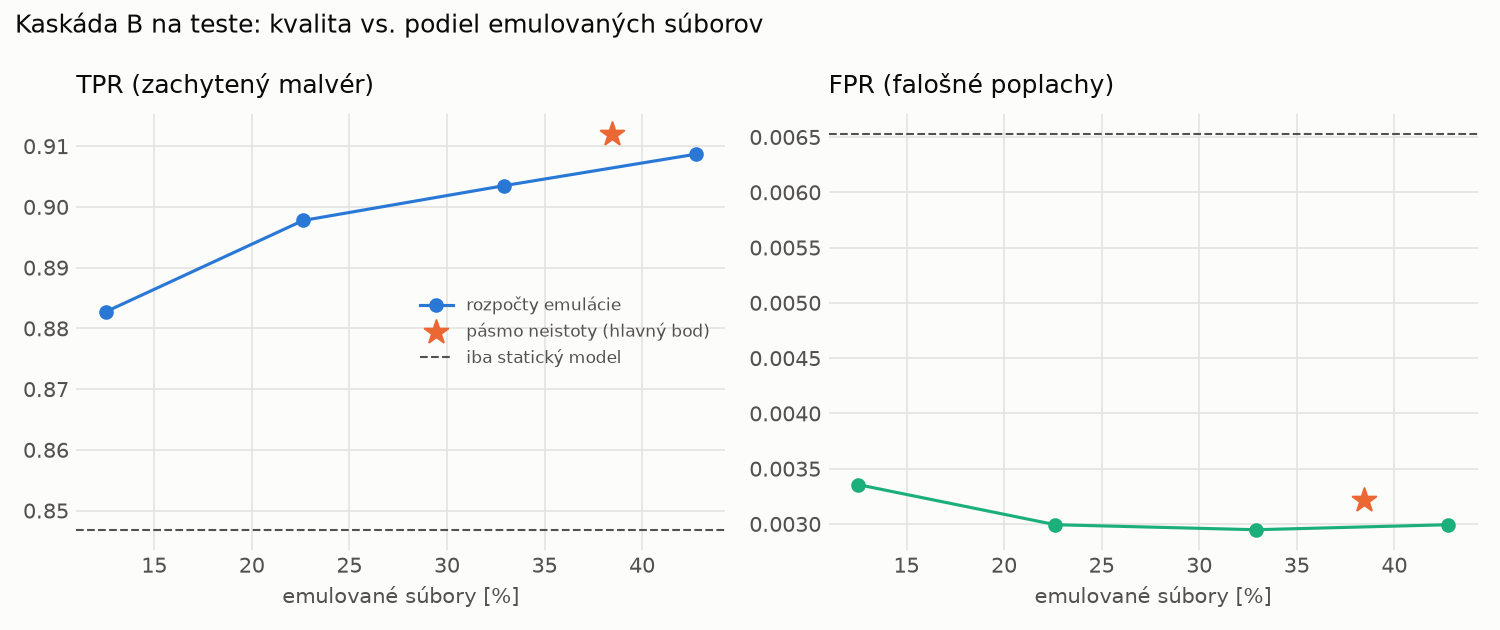 Kaskáda B na teste: kvalita vs. podiel emulovaných súborov
TPR (zachytený malvér)
0.91
0.90
0.89
0.88
0.87
0.86
0.85
rozpočty emulácie
pásmo neistoty (hlavný bod)
iba statický model
15 20 25 30 35 40
emulované súbory [%]
FPR (falošné poplachy)
0.0065
0.0060
0.0055
0.0050
0.0045
0.0040
0.0035
0.0030
15 20 25 30 35 40
emulované súbory [%]